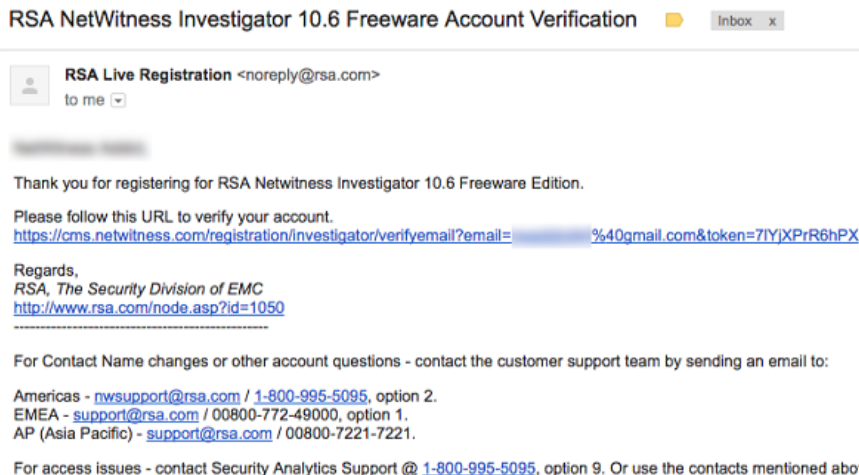 RSA NetWitness Investigator 10.6 Freeware Account Verification Inbox x
RSA Live Registration <noreply@rsa.com>
to me
Thank you for registering for RSA Netwitness Investigator 10.6 Freeware Edition.
Please follow this URL to verify your account.
https://cms.netwitness.com/registration/investigator/verifyemail?email= %40gmail.com&token=7lYjXPrR6hPX
Regards,
RSA, The Security Division of EMC
http://www.rsa.com/node.asp?id=1050
------------------------------------------------
For Contact Name changes or other account questions - contact the customer support team by sending an email to:
Americas - nwsupport@rsa.com / 1-800-995-5095, option 2.
EMEA - support@rsa.com / 00800-772-49000, option 1.
AP (Asia Pacific) - support@rsa.com / 00800-7221-7221.
For access issues - contact Security Analytics Support @ 1-800-995-5095, option 9. Or use the contacts mentioned abo